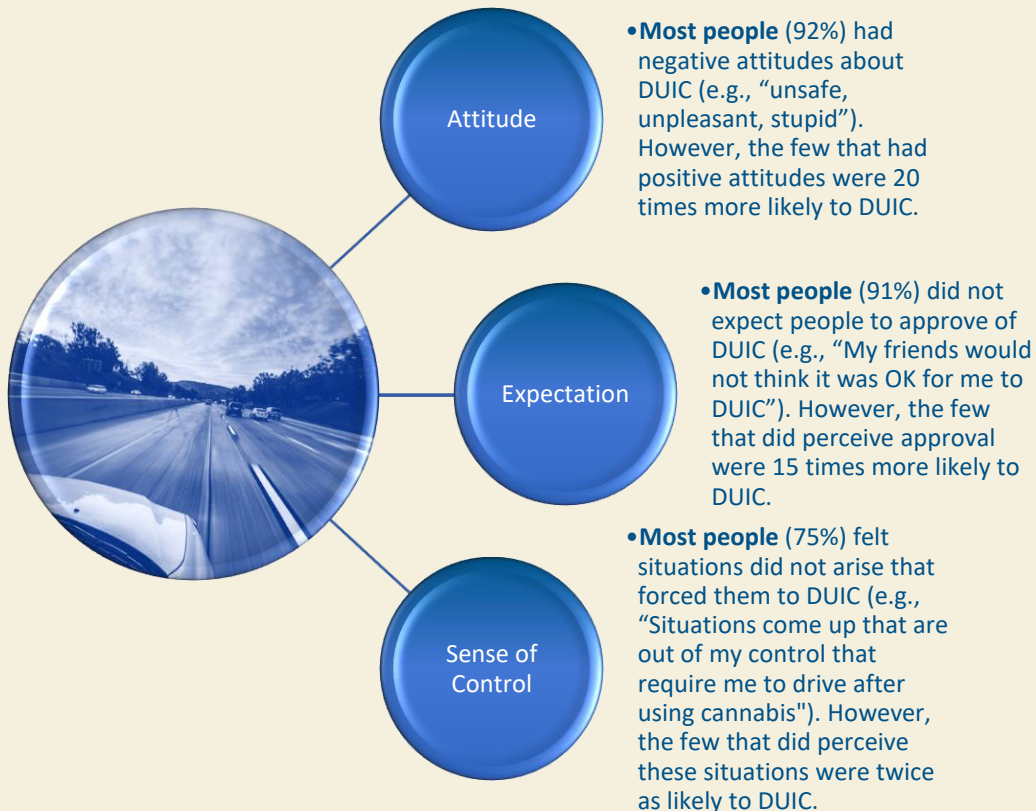 Attitude
•Most people (92%) had
negative attitudes about
DUIC (e.g., “unsafe,
unpleasant, stupid”).
However, the few that had
positive attitudes were 20
times more likely to DUIC.
Expectation
•Most people (91%) did not
expect people to approve of
DUIC (e.g., “My friends would
not think it was OK for me to
DUIC”). However, the few
that did perceive approval
were 15 times more likely to
DUIC.
Sense of
Control
•Most people (75%) felt
situations did not arise that
forced them to DUIC (e.g.,
“Situations come up that are
out of my control that
require me to drive after
using cannabis"). However,
the few that did perceive
these situations were twice
as likely to DUIC.